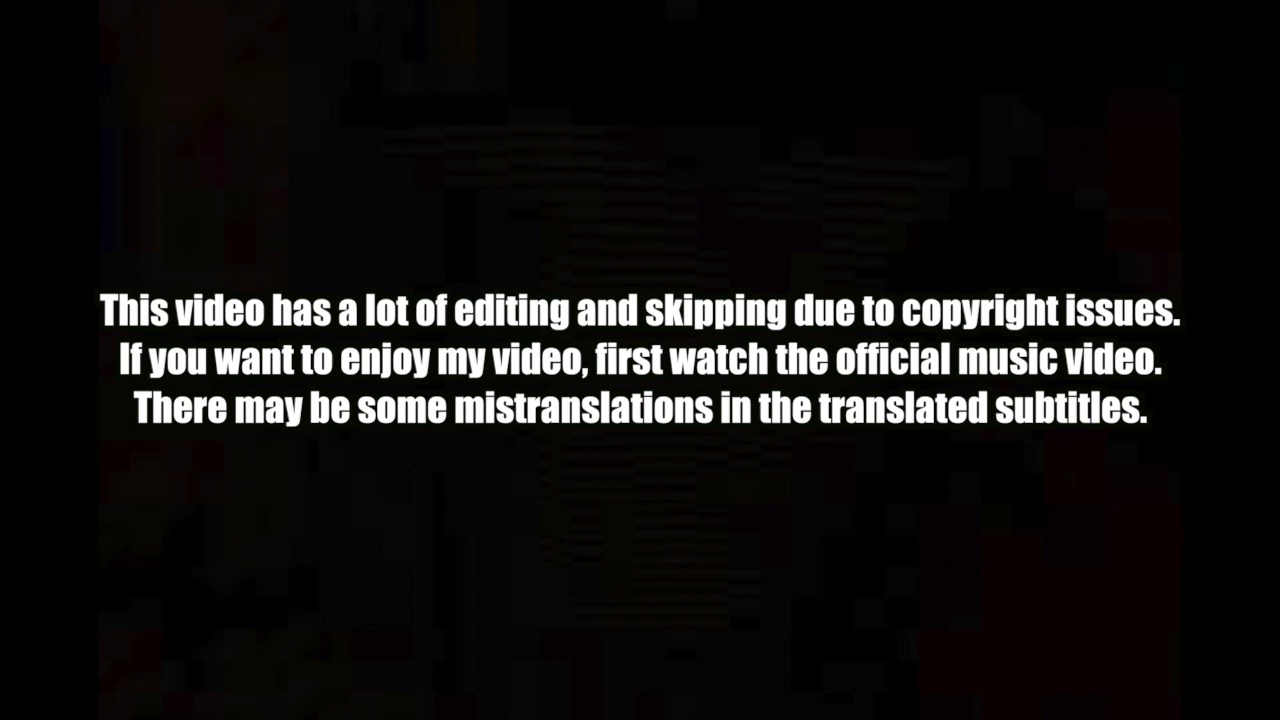 This video has a lot of editing and skipping due to copyright issues.
If you want to enjoy my video, first watch the official music video.
There may be some mistranslations in the translated subtitles.